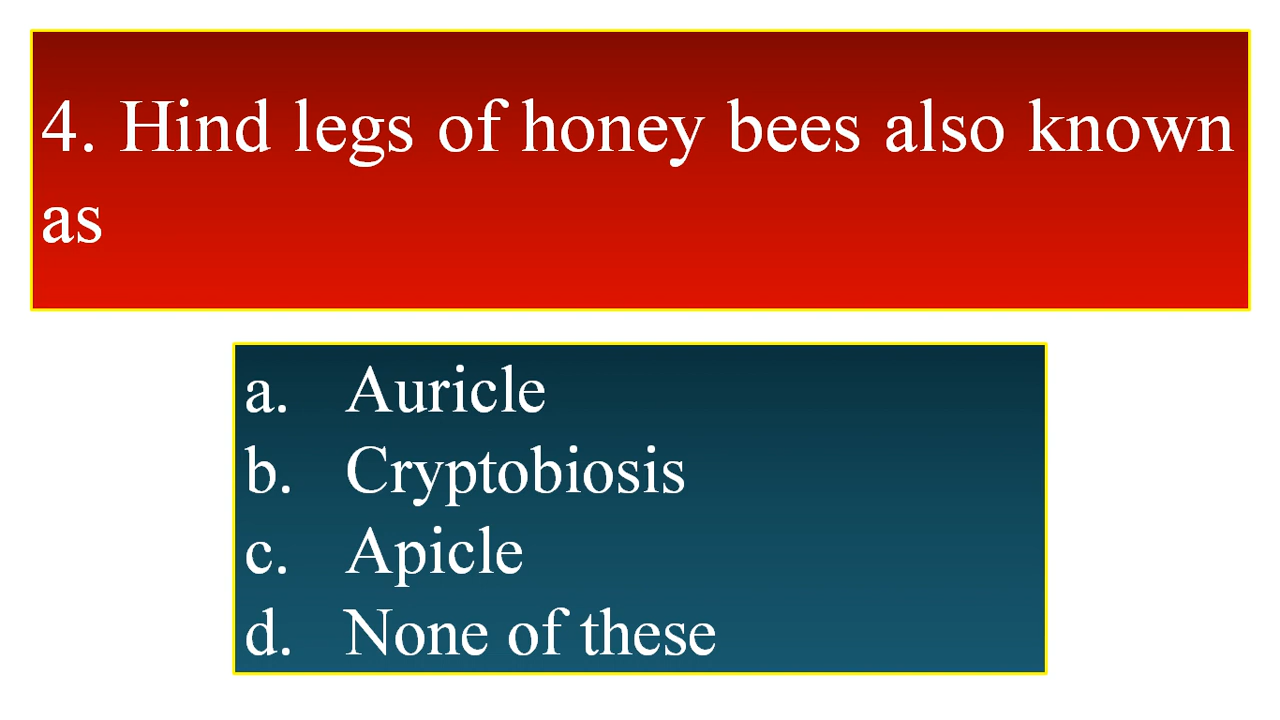 4. Hind legs of honey bees also known
as
a. Auricle
b. Cryptobiosis
c. Apicle
d. None of these